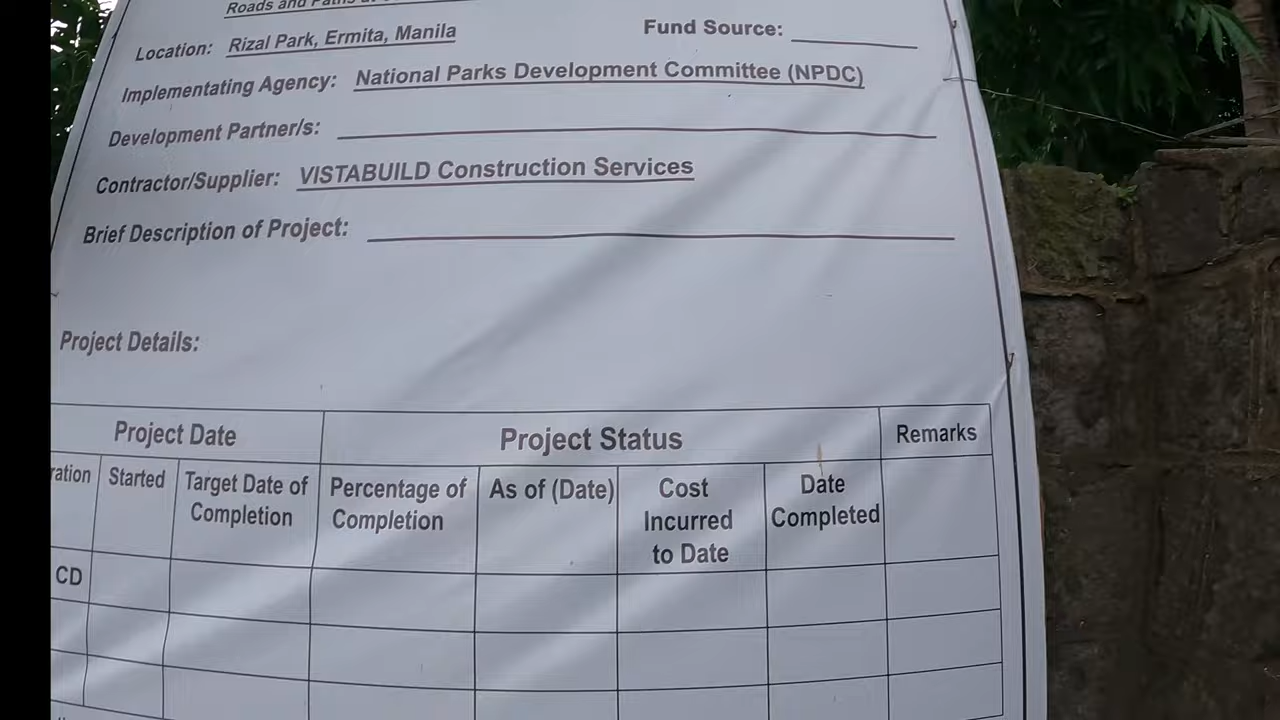 Roads and
Location: Rizal Park, Ermita, Manila
Fund Source:
Implementating Agency: National Parks Development Committee (NPDC)
Development Partner/s:
Contractor/Supplier: VISTABUILD Construction Services
Brief Description of Project:
Project Details:
Project Date
Project Status
Remarks
ration
Started
Target Date of
Completion
Percentage of
Completion
As of (Date)
Cost
Incurred
to Date
Date
Completed
CD